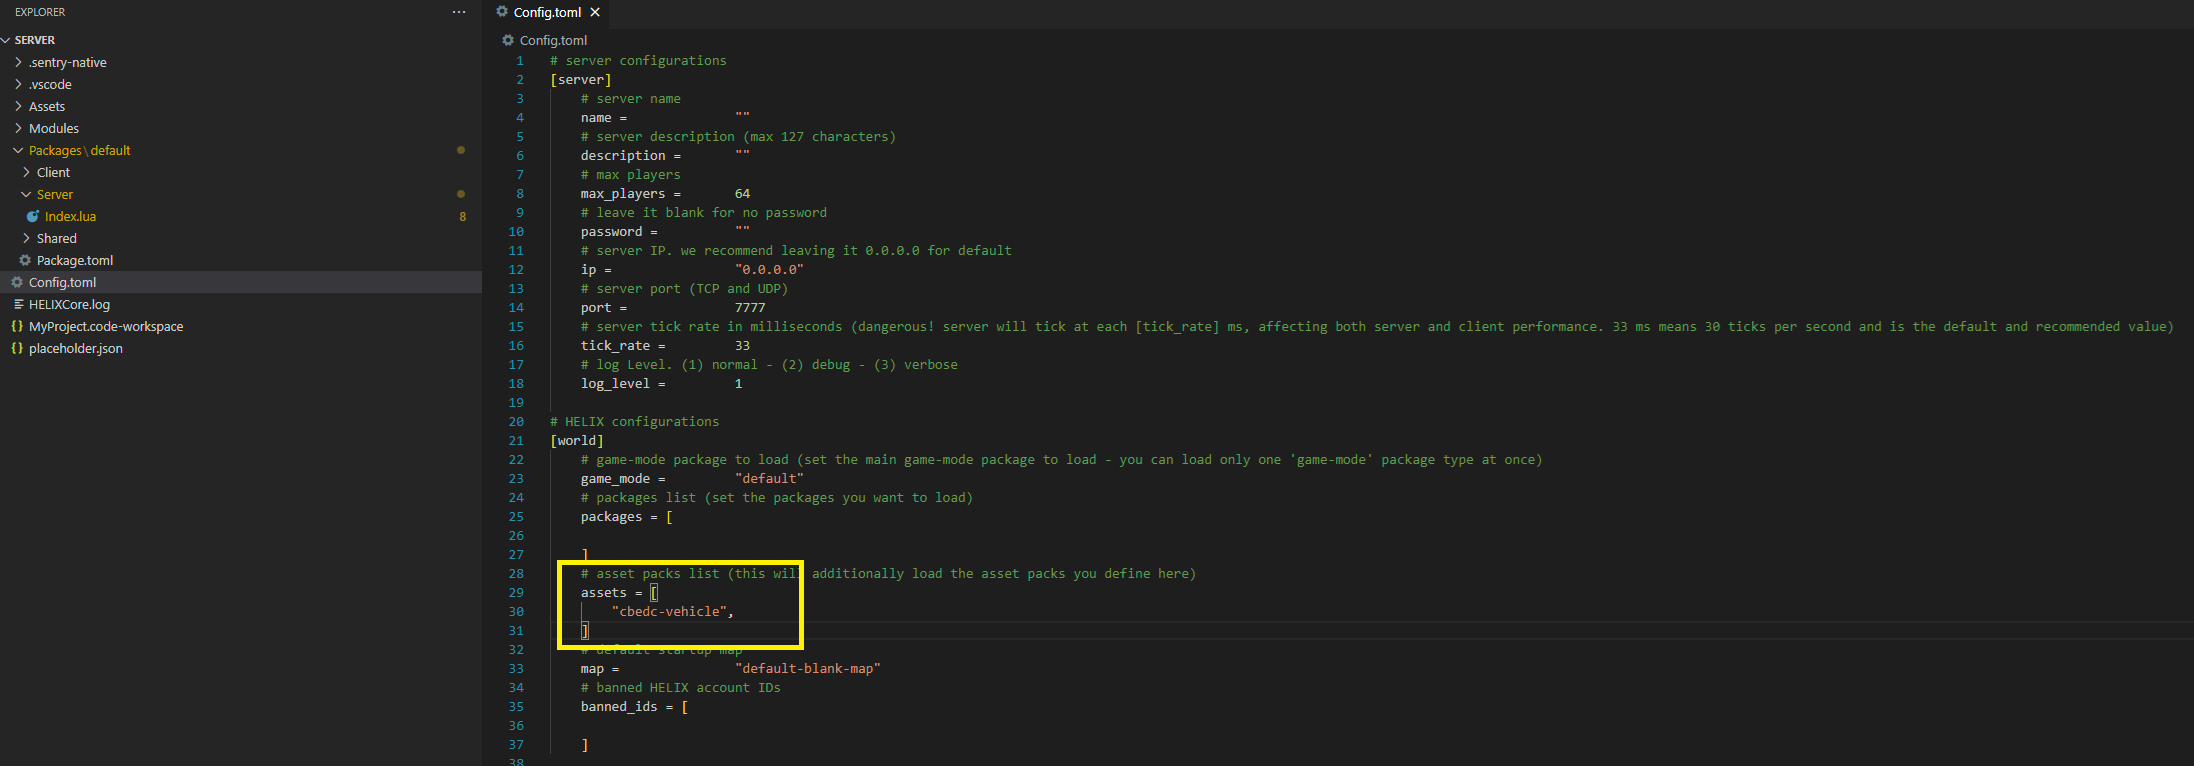 EXPLORER
···
SERVER
.sentry-native
.vscode
Assets
Modules
Packages\default
Client
Server
Index.lua 8
Shared
Package.toml
Config.toml
HELIXCore.log
{} MyProject.code-workspace
{} placeholder.json
Config.toml ×
Config.toml
1 # server configurations
2 [server]
3 # server name
4 name = ""
5 # server description (max 127 characters)
6 description = ""
7 # max players
8 max_players = 64
9 # leave it blank for no password
10 password = ""
11 # server IP. we recommend leaving it 0.0.0.0 for default
12 ip = "0.0.0.0"
13 # server port (TCP and UDP)
14 port = 7777
15 # server tick rate in milliseconds (dangerous! server will tick at each [tick_rate] ms, affecting both server and client performance. 33 ms means 30 ticks per second and is the default and recommended value)
16 tick_rate = 33
17 # log Level. (1) normal - (2) debug - (3) verbose
18 log_level = 1
19
20 # HELIX configurations
21 [world]
22 # game-mode package to load (set the main game-mode package to load - you can load only one 'game-mode' package type at once)
23 game_mode = "default"
24 # packages list (set the packages you want to load)
25 packages = [
26
27 ]
28 # asset packs list (this will additionally load the asset packs you define here)
29 assets = [
30 "cbedc-vehicle",
31 ]
32 # default startup map
33 map = "default-blank-map"
34 # banned HELIX account IDs
35 banned_ids = [
36
37 ]
38